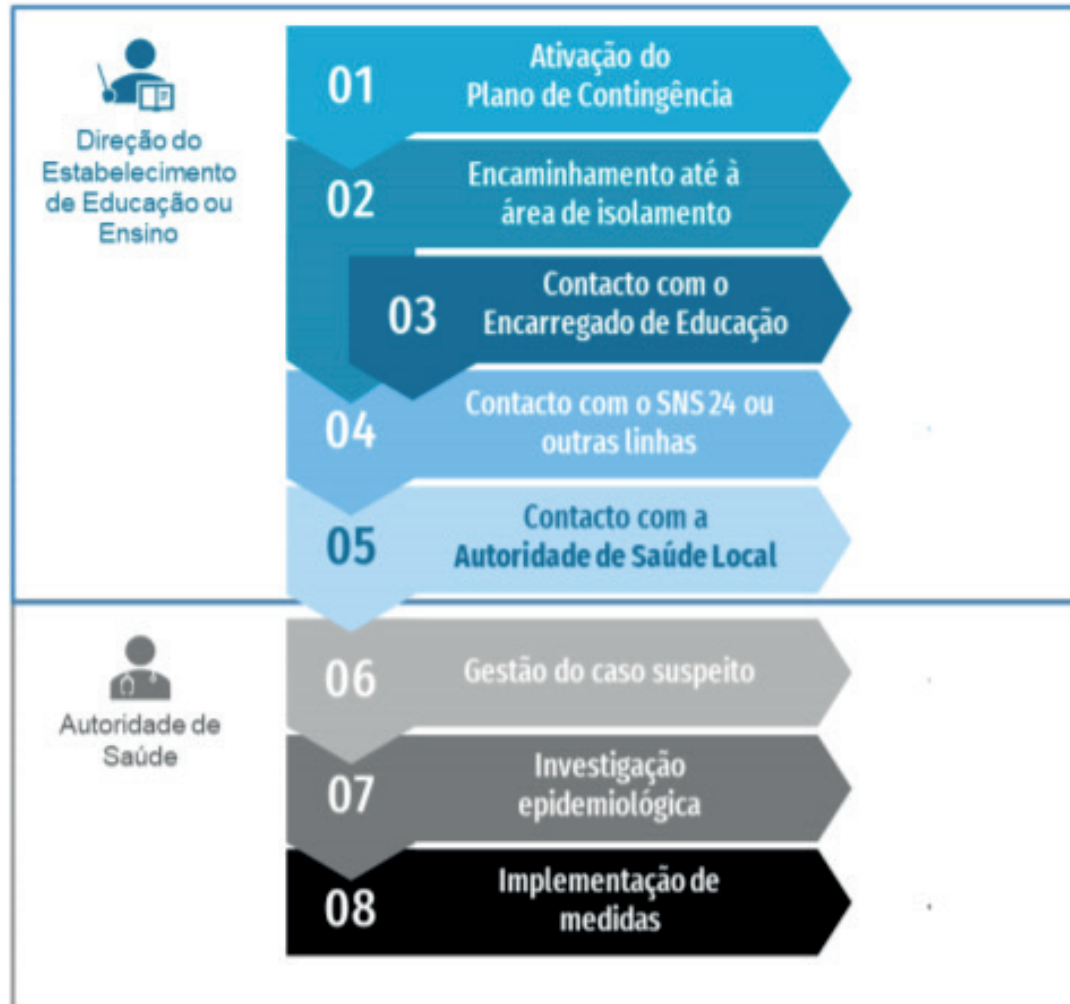 Direção do
Estabelecimento
de Educação ou
Ensino
01
Ativação do
Plano de Contingência
02
Encaminhamento até à
área de isolamento
03
Contacto com o
Encarregado de Educação
04
Contacto com o SNS 24 ou
outras linhas
05
Contacto com a
Autoridade de Saúde Local
Autoridade de
Saúde
06
Gestão do caso suspeito
07
Investigação
epidemiológica
08
Implementação de
medidas